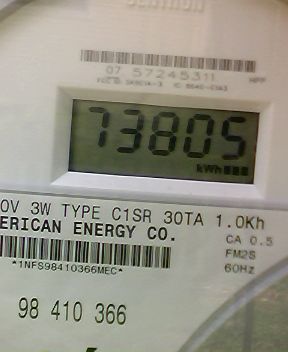 CENTRON
07 57245311
73805
kWh
0V 3W TYPE C1SR 30TA 1.0Kh
ERICAN ENERGY CO.
CA 0.5
*1NFS98410366MEC*
FM2S
60Hz
98 410 366